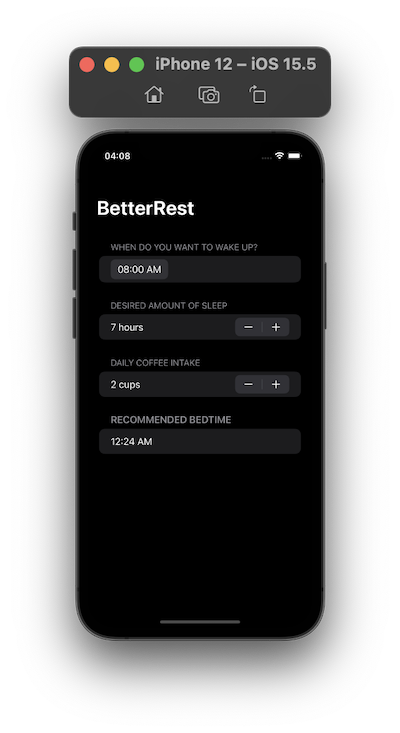 iPhone 12 – iOS 15.5
04:08
BetterRest
WHEN DO YOU WANT TO WAKE UP?
08:00 AM
DESIRED AMOUNT OF SLEEP
7 hours
DAILY COFFEE INTAKE
2 cups
RECOMMENDED BEDTIME
12:24 AM